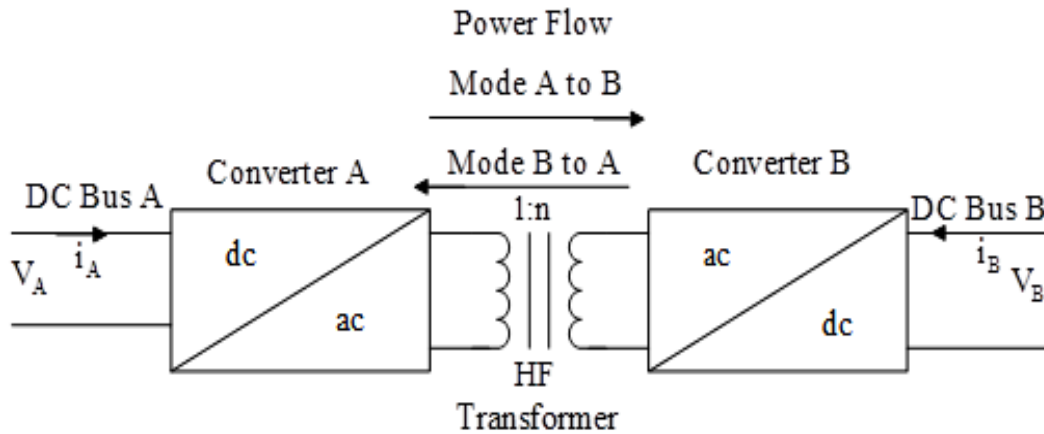 Power Flow
Mode A to B
Mode B to A
Converter A
Converter B
DC Bus A
1:n
DC Bus B
i_A
i_B
V_A
V_B
dc
ac
ac
dc
HF
Transformer